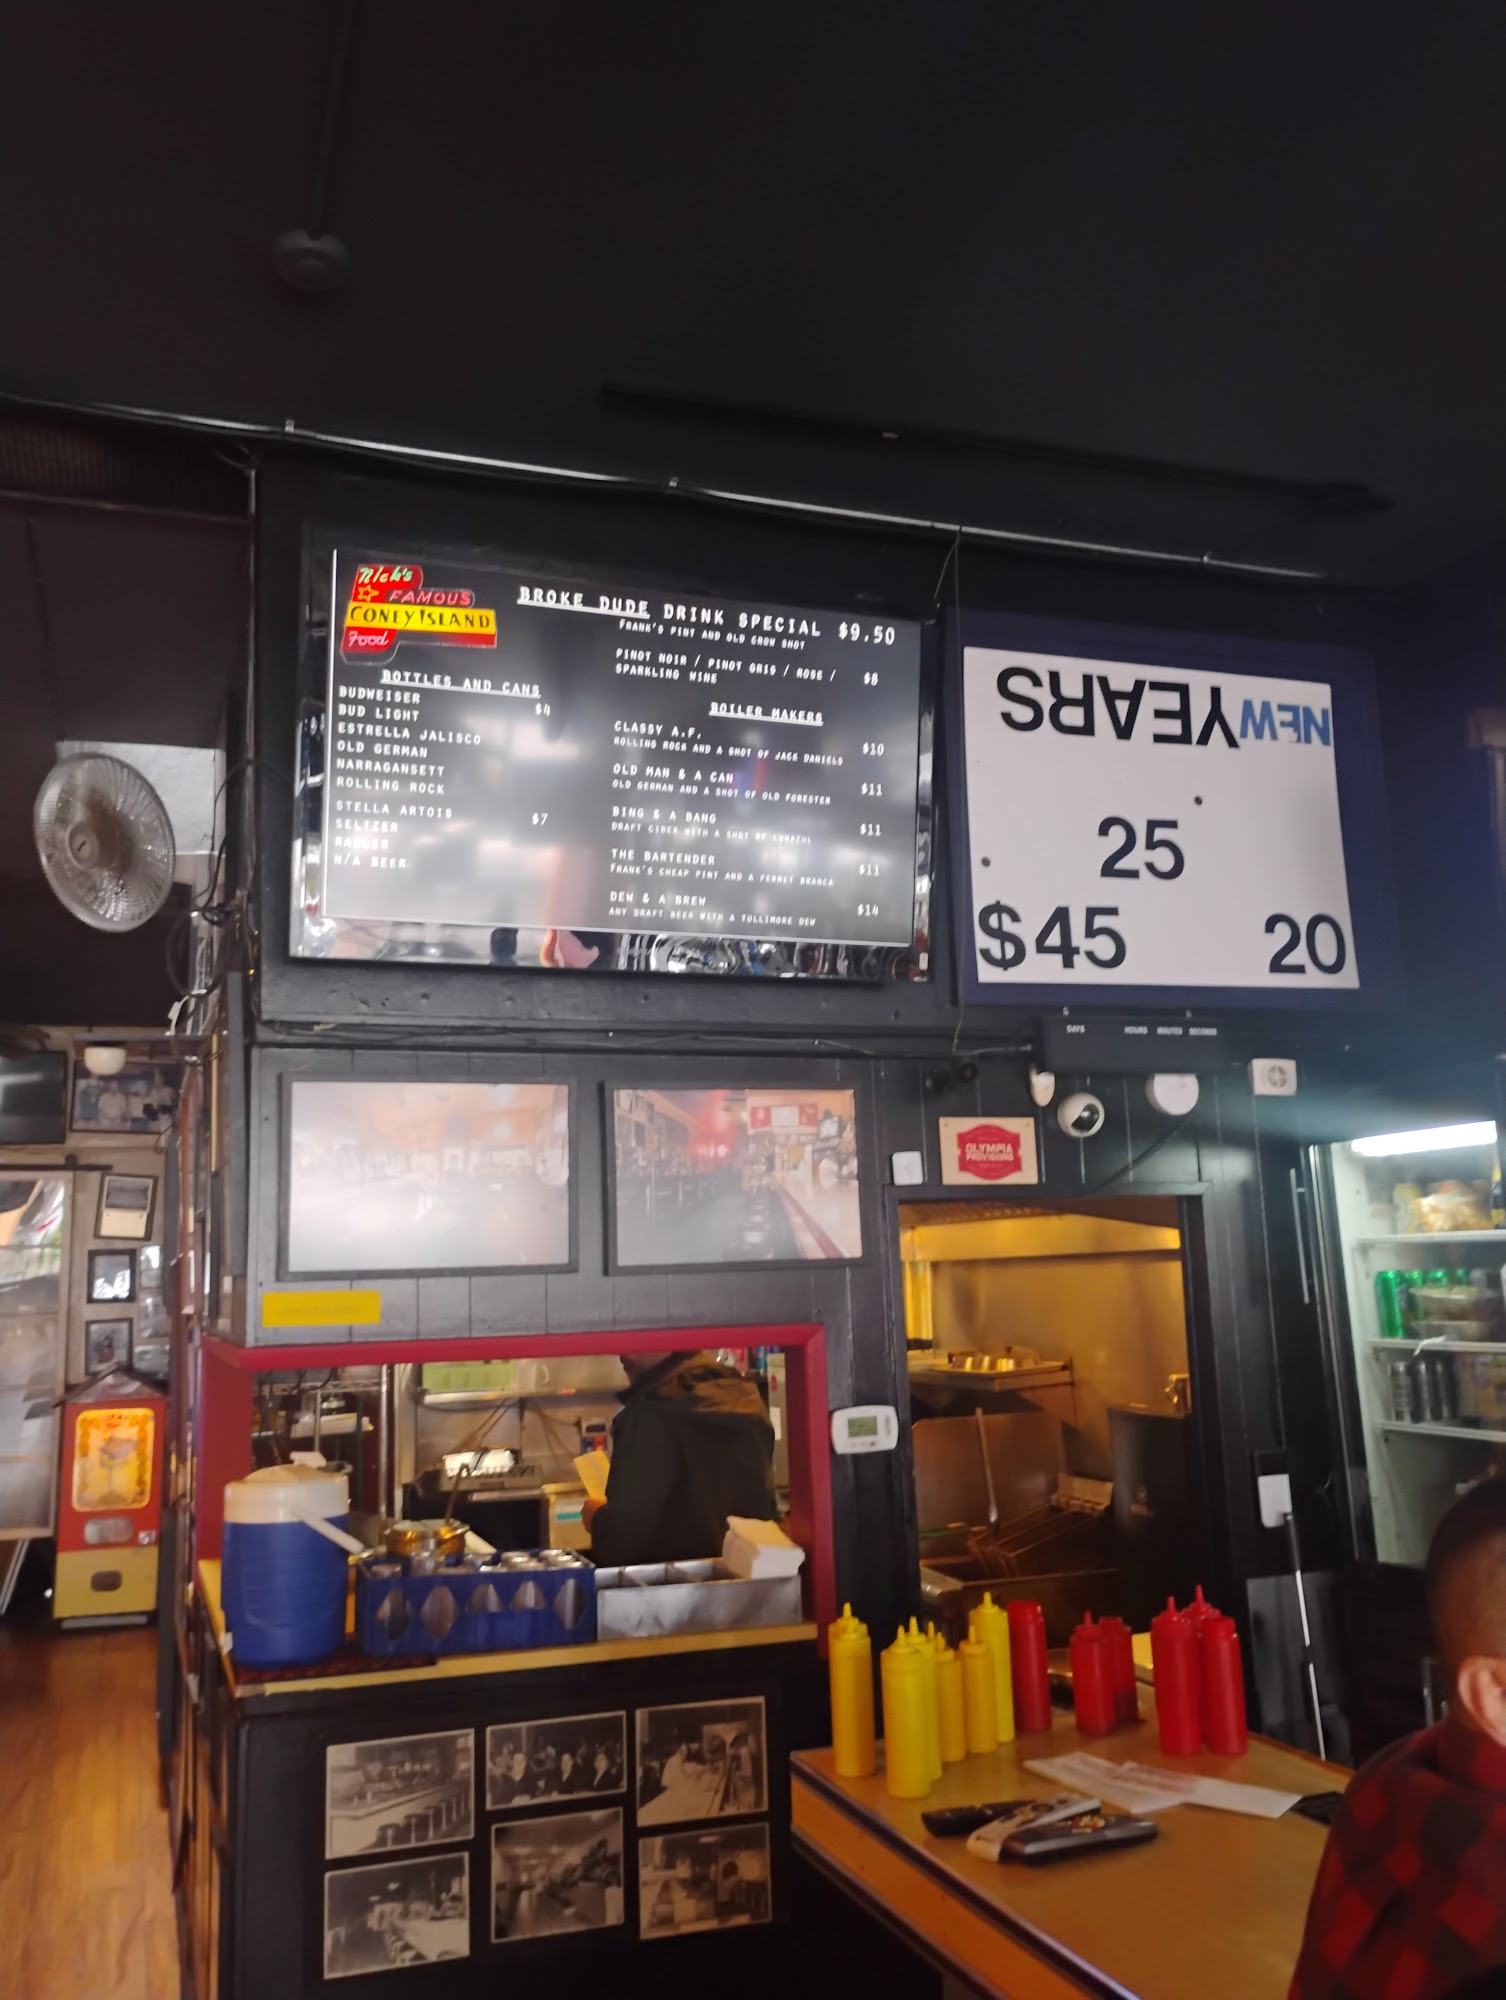 Nick's
FAMOUS
CONEY ISLAND
Food
BROKE DUDE DRINK SPECIAL $9.50
FRANK'S PINT AND OLD CROW SHOT
PINOT NOIR / PINOT GRIS / ROSE /
SPARKLING WINE $8
BOTTLES AND CANS
BUDWEISER $4
BUD LIGHT
ESTRELLA JALISCO
OLD GERMAN
NARRAGANSETT
ROLLING ROCK
STELLA ARTOIS $7
SELTZER
RADLER
N/A BEER
BOILER MAKERS
CLASSY A.F. $10
ROLLING ROCK AND A SHOT OF JACK DANIELS
OLD MAN & A CAN $11
OLD GERMAN AND A SHOT OF OLD FORESTER
BING & A BANG $11
DRAFT CIDER WITH A SHOT OF LUNAZUL
THE BARTENDER $11
FRANK'S CHEAP PINT AND A FERNET BRANCA
DEW & A BREW $14
ANY DRAFT BEER WITH A TULLIMORE DEW
NEW YEARS
25
$45 20
DAYS HOURS MINUTES SECONDS
OLYMPIA
PROVISIONS